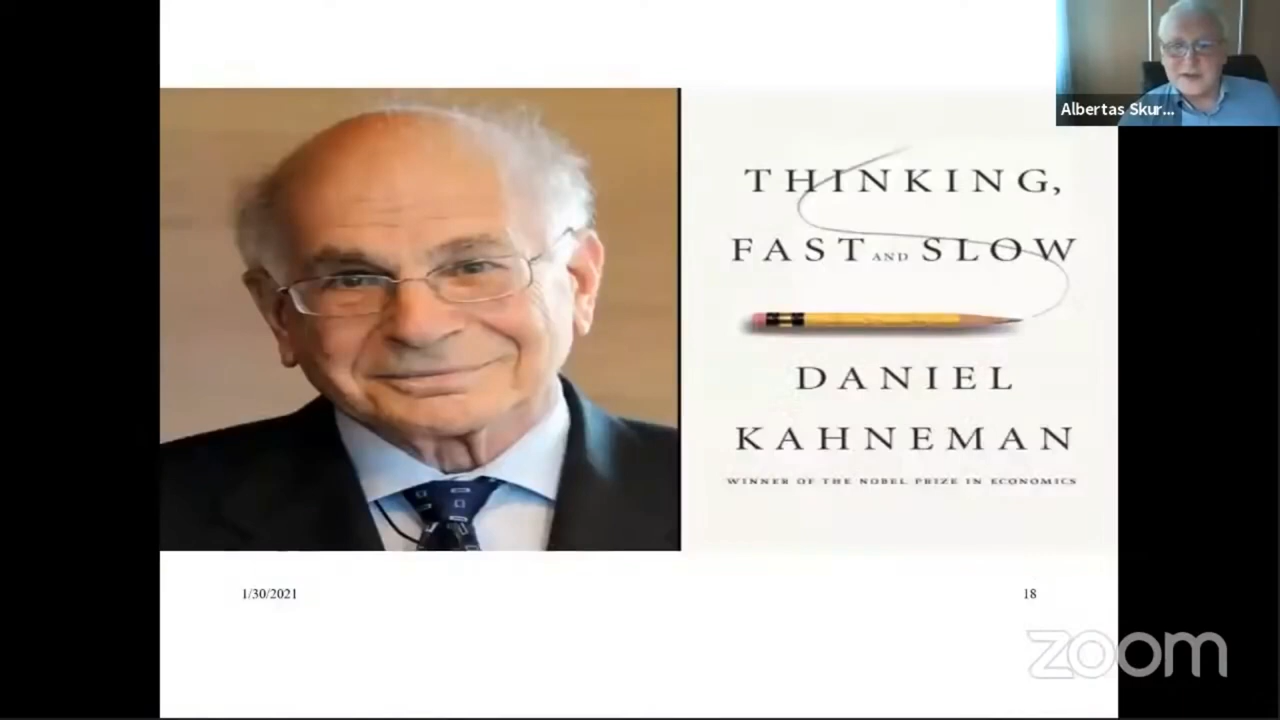 Albertas Skur...
THINKING,
FAST AND SLOW
DANIEL
KAHNEMAN
WINNER OF THE NOBEL PRIZE IN ECONOMICS
1/30/2021
18
zoom